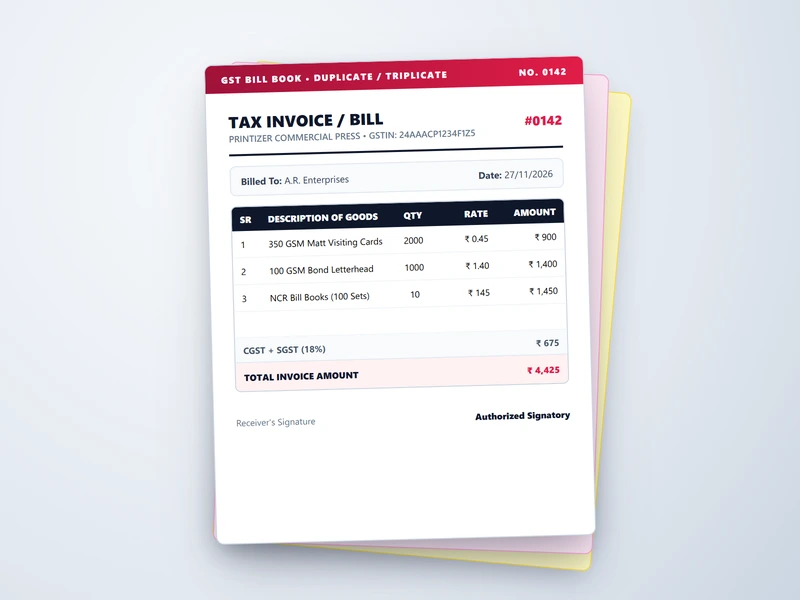 GST BILL BOOK • DUPLICATE / TRIPLICATE NO. 0142
TAX INVOICE / BILL #0142
PRINTIZER COMMERCIAL PRESS • GSTIN: 24AAACP1234F1Z5
Billed To: A.R. Enterprises Date: 27/11/2026
SR DESCRIPTION OF GOODS QTY RATE AMOUNT
1 350 GSM Matt Visiting Cards 2000 ₹ 0.45 ₹ 900
2 100 GSM Bond Letterhead 1000 ₹ 1.40 ₹ 1,400
3 NCR Bill Books (100 Sets) 10 ₹ 145 ₹ 1,450
CGST + SGST (18%) ₹ 675
TOTAL INVOICE AMOUNT ₹ 4,425
Receiver's Signature Authorized Signatory